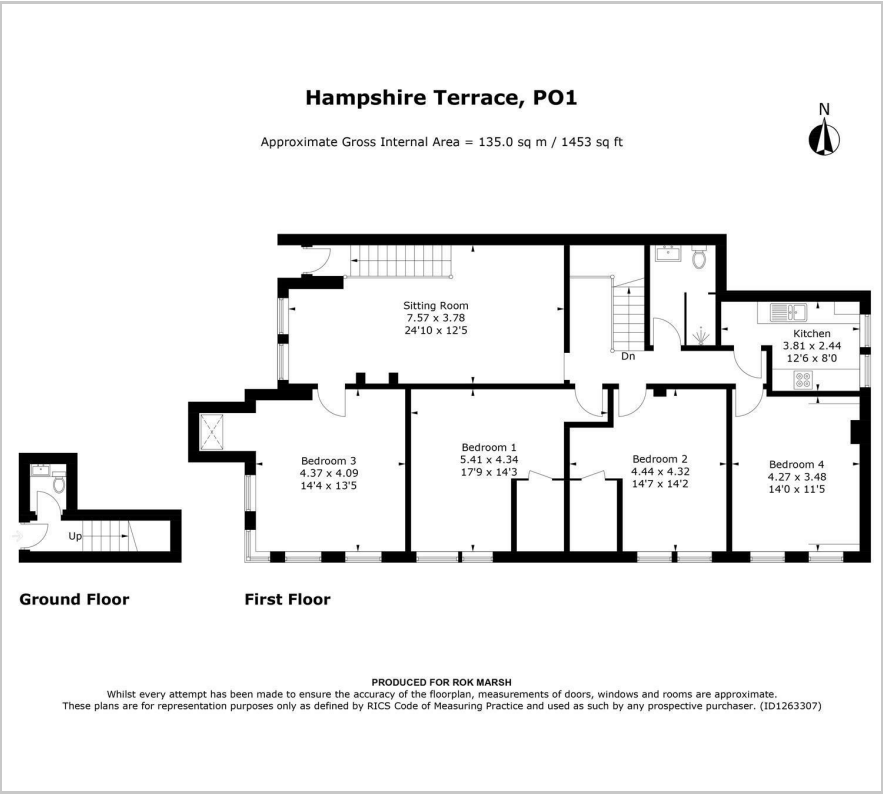 Hampshire Terrace, PO1
Approximate Gross Internal Area = 135.0 sq m / 1453 sq ft
N
Sitting Room
7.57 x 3.78
24'10 x 12'5
Kitchen
3.81 x 2.44
12'6 x 8'0
Dn
Bedroom 3
4.37 x 4.09
14'4 x 13'5
Bedroom 1
5.41 x 4.34
17'9 x 14'3
Bedroom 2
4.44 x 4.32
14'7 x 14'2
Bedroom 4
4.27 x 3.48
14'0 x 11'5
Up
Ground Floor
First Floor
PRODUCED FOR ROK MARSH
Whilst every attempt has been made to ensure the accuracy of the floorplan, measurements of doors, windows and rooms are approximate.
These plans are for representation purposes only as defined by RICS Code of Measuring Practice and used as such by any prospective purchaser. (ID1263307)